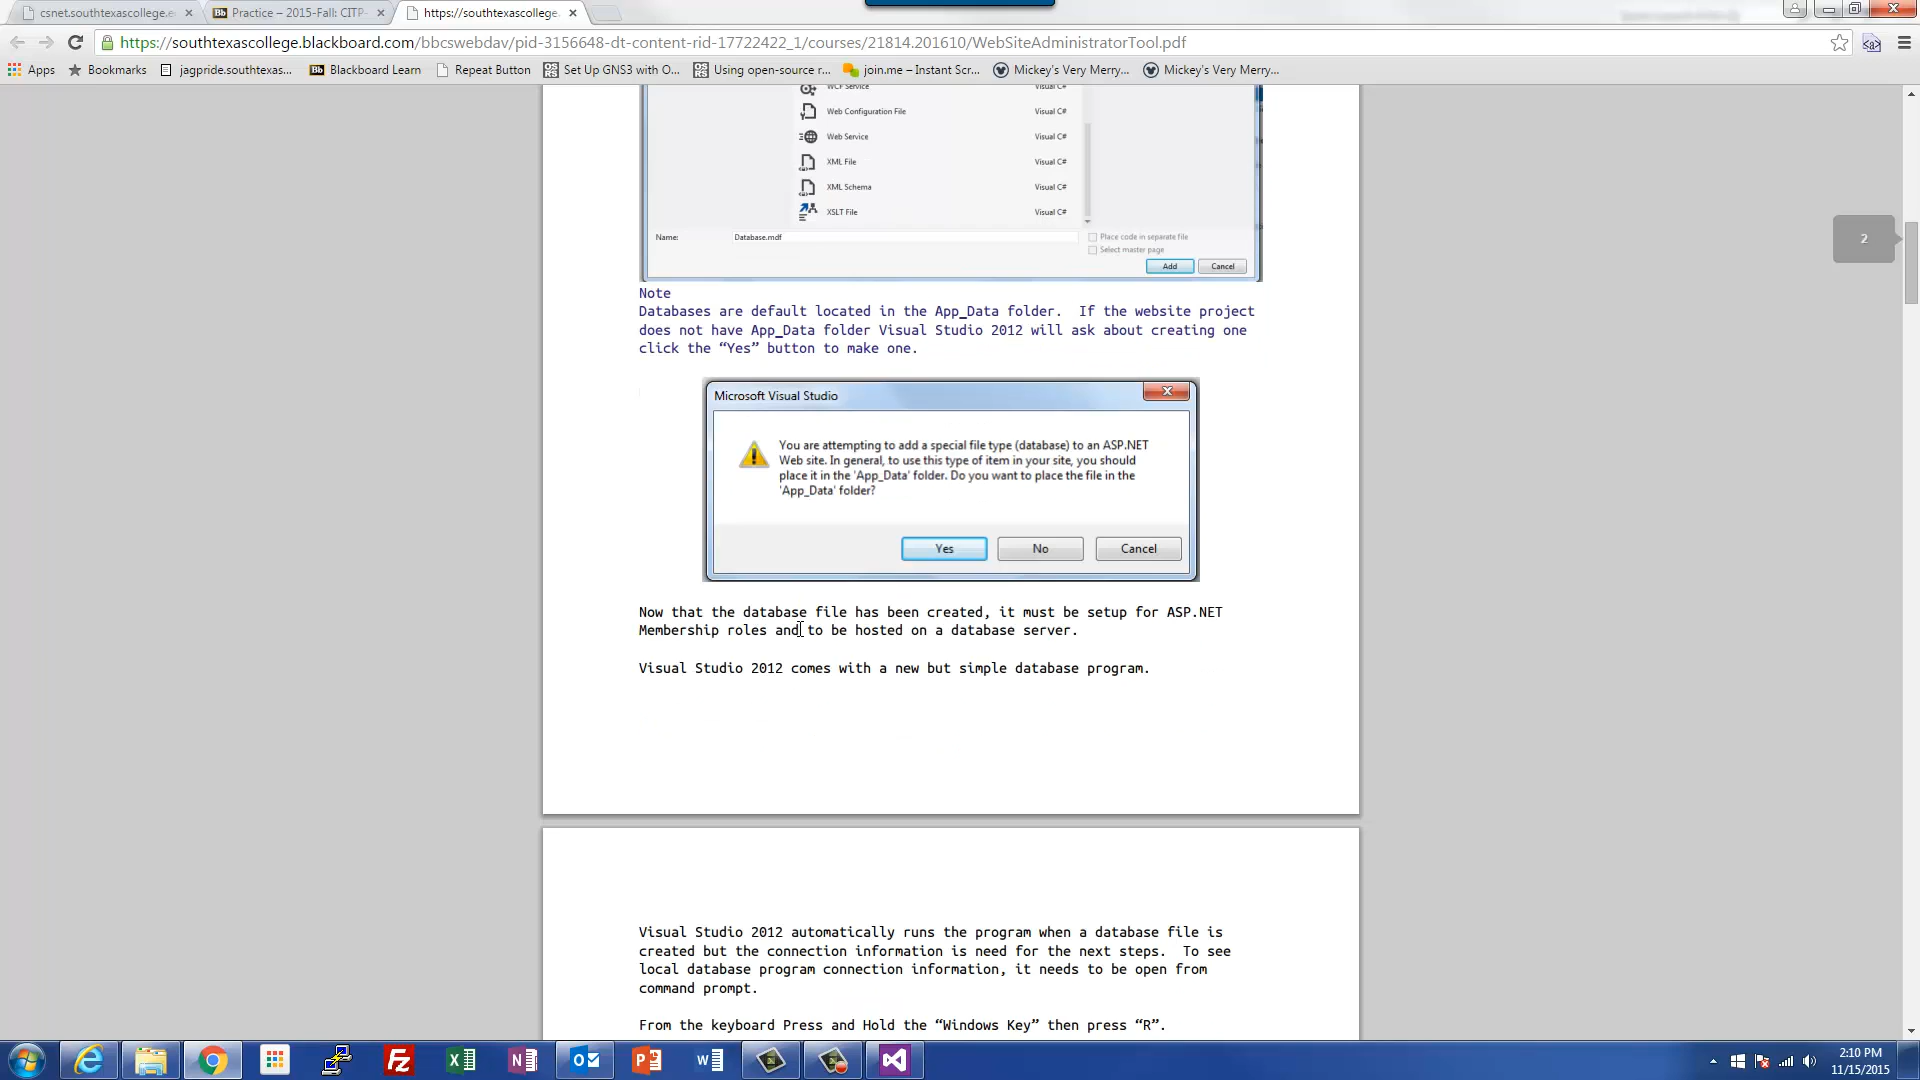 csnet.southtexascollege.e
Practice – 2015-Fall: CITP-
https://southtexascollege.
https://southtexascollege.blackboard.com/bbcswebdav/pid-3156648-dt-content-rid-17722422_1/courses/21814.201610/WebSiteAdministratorTool.pdf
Apps
Bookmarks
jagpride.southtexas...
Bb
Blackboard Learn
Repeat Button
Set Up GNS3 with O...
Using open-source r...
join.me – Instant Scr...
Mickey's Very Merry...
Mickey's Very Merry...
WCF Service Visual C#
Web Configuration File Visual C#
Web Service Visual C#
XML File Visual C#
XML Schema Visual C#
XSLT File Visual C#
Name: Database.mdf
Place code in separate file
Select master page
Add Cancel
2
Note
Databases are default located in the App_Data folder.  If the website project
does not have App_Data folder Visual Studio 2012 will ask about creating one
click the “Yes” button to make one.
Microsoft Visual Studio
You are attempting to add a special file type (database) to an ASP.NET
Web site. In general, to use this type of item in your site, you should
place it in the 'App_Data' folder. Do you want to place the file in the
'App_Data' folder?
Yes No Cancel
Now that the database file has been created, it must be setup for ASP.NET
Membership roles and to be hosted on a database server.
Visual Studio 2012 comes with a new but simple database program.
Visual Studio 2012 automatically runs the program when a database file is
created but the connection information is need for the next steps.  To see
local database program connection information, it needs to be open from
command prompt.
From the keyboard Press and Hold the “Windows Key” then press “R”.
2:10 PM
11/15/2015